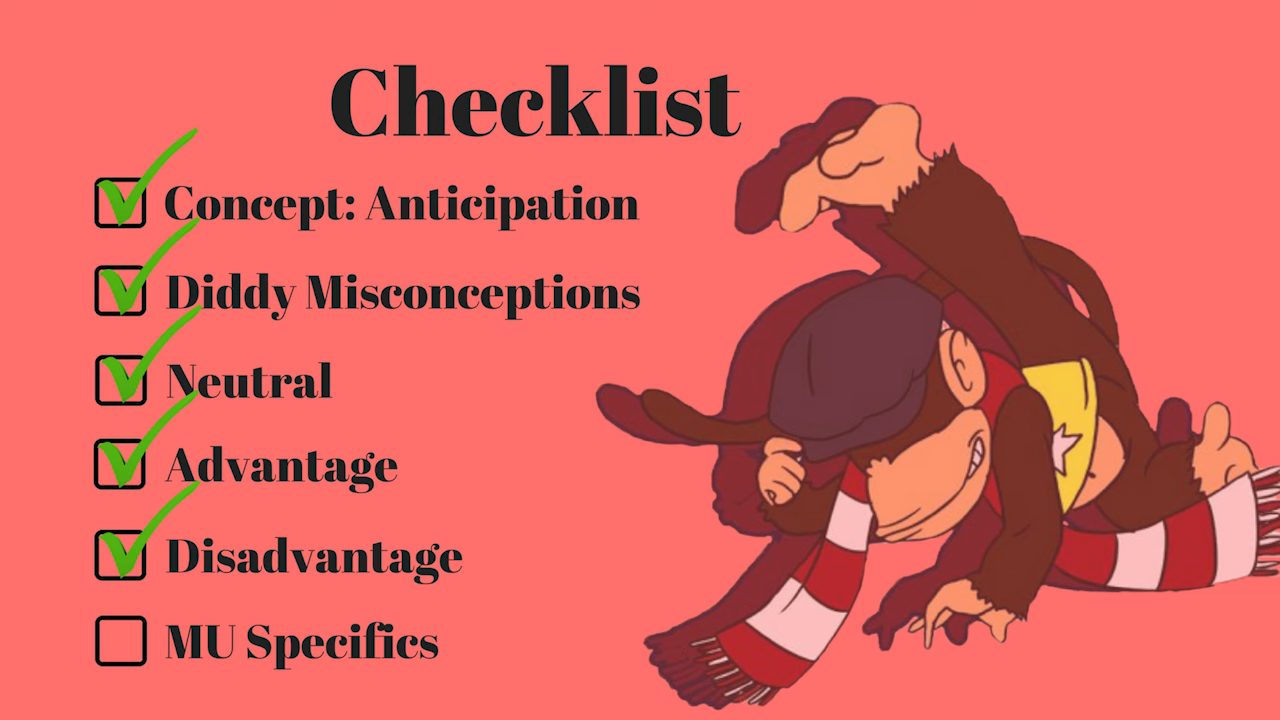 Checklist
Concept: Anticipation
Diddy Misconceptions
Neutral
Advantage
Disadvantage
MU Specifics